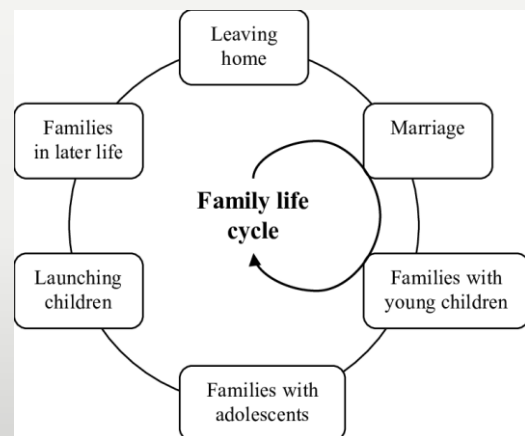 Leaving
home
Marriage
Families with
young children
Families with
adolescents
Launching
children
Families
in later life
Family life
cycle